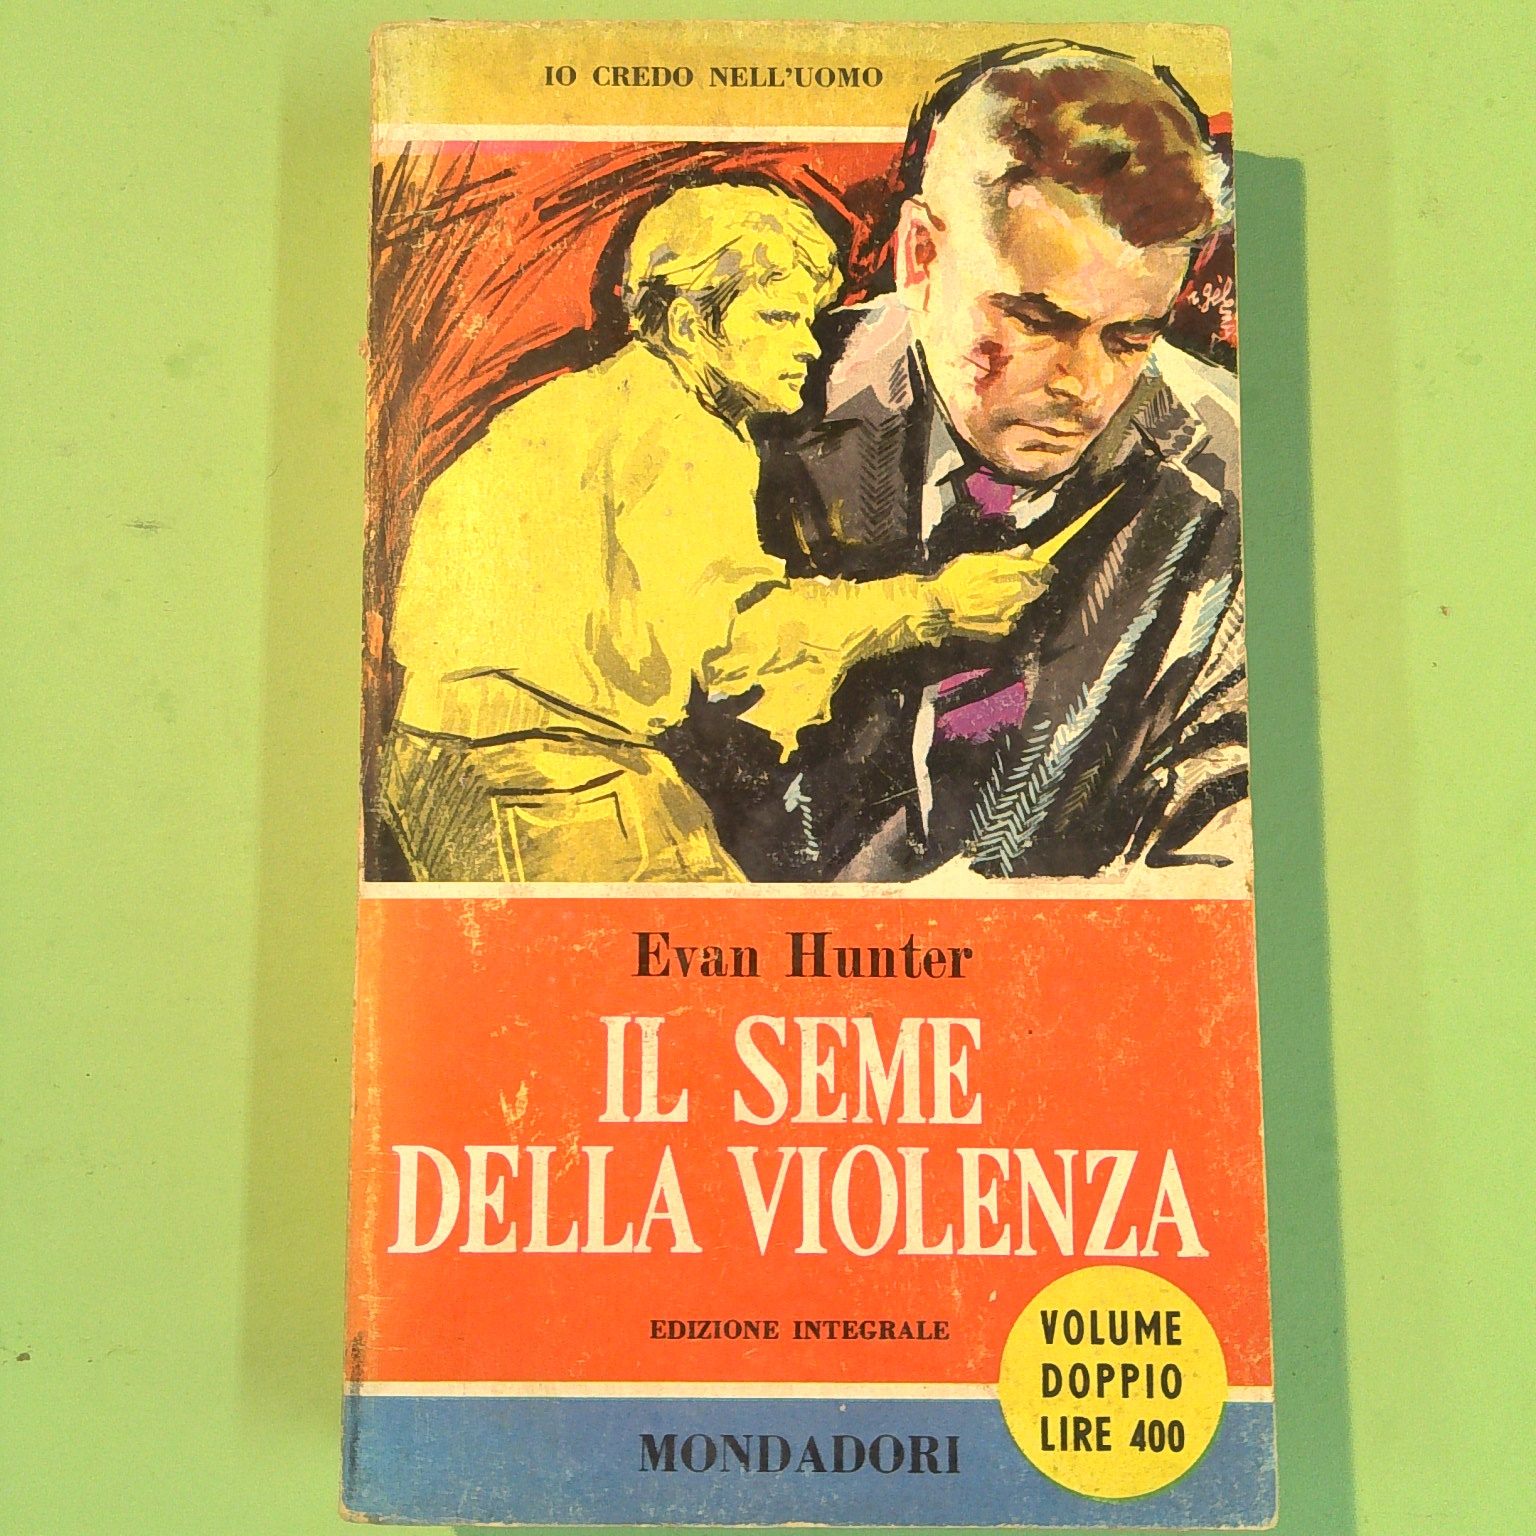 IO CREDO NELL'UOMO
Evan Hunter
IL SEME
DELLA VIOLENZA
EDIZIONE INTEGRALE
VOLUME
DOPPIO
LIRE 400
MONDADORI